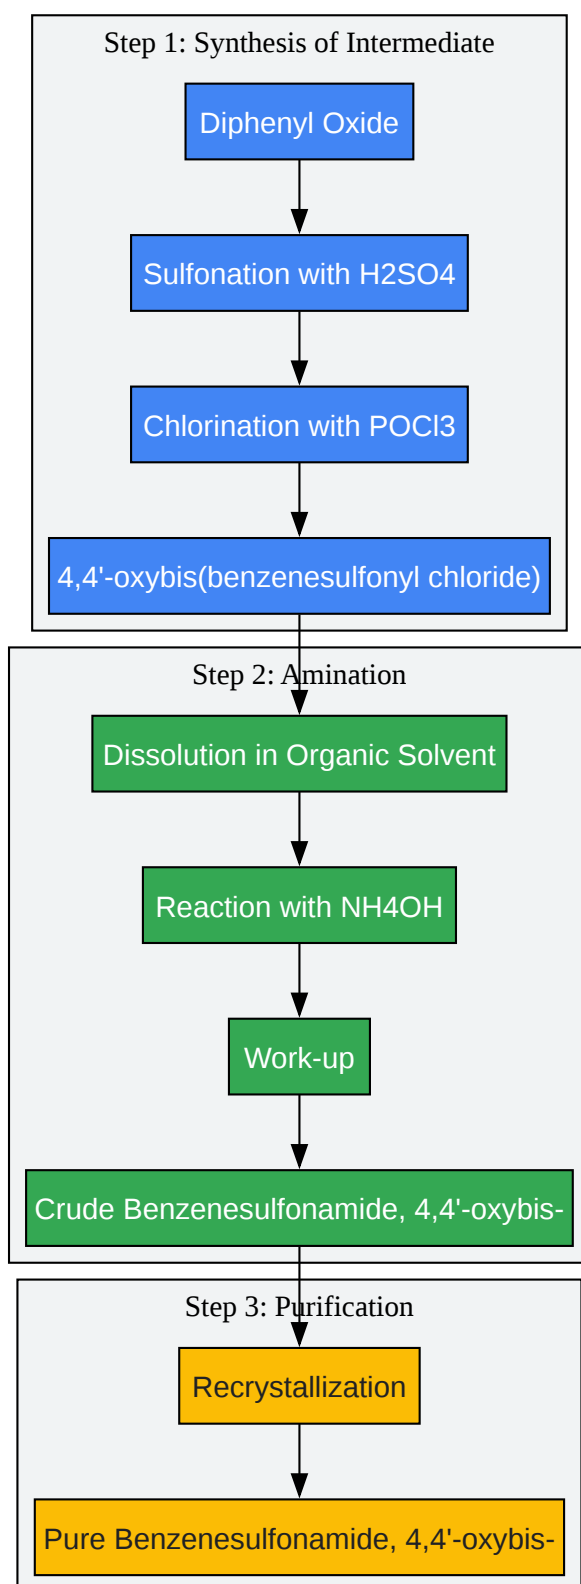 Step 1: Synthesis of Intermediate
Diphenyl Oxide
Sulfonation with H2SO4
Chlorination with POCl3
4,4'-oxybis(benzenesulfonyl chloride)
Step 2: Amination
Dissolution in Organic Solvent
Reaction with NH4OH
Work-up
Crude Benzenesulfonamide, 4,4'-oxybis-
Step 3: Purification
Recrystallization
Pure Benzenesulfonamide, 4,4'-oxybis-